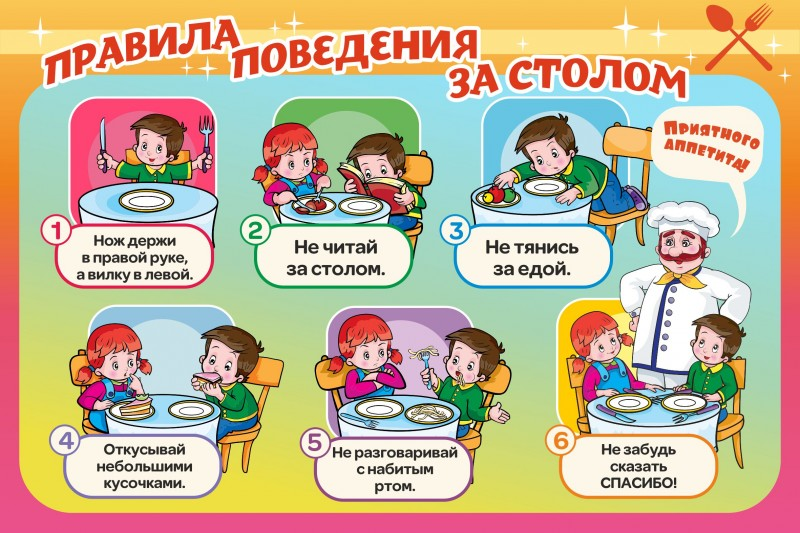 ПРАВИЛА ПОВЕДЕНИЯ ЗА СТОЛОМ
ПРИЯТНОГО
АППЕТИТА!
1
Нож держи
в правой руке,
а вилку в левой.
2
Не читай
за столом.
3
Не тянись
за едой.
4
Откусывай
небольшими
кусочками.
5
Не разговаривай
с набитым
ртом.
6
Не забудь
сказать
СПАСИБО!